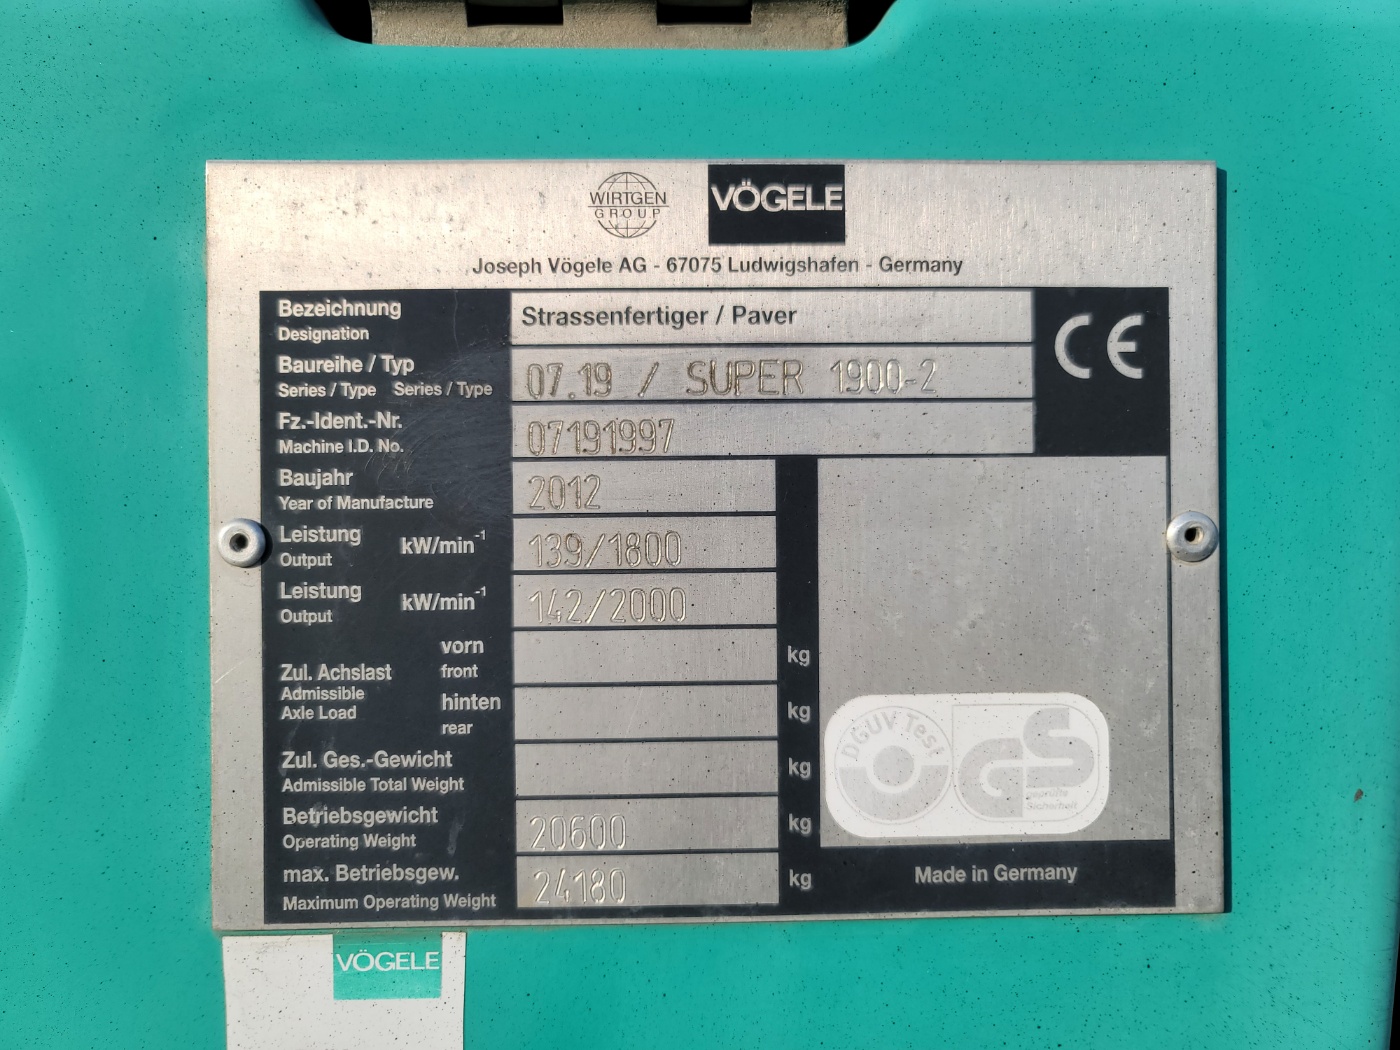 WIRTGEN
GROUP
VÖGELE
Joseph Vögele AG - 67075 Ludwigshafen - Germany
Bezeichnung
Designation
Strassenfertiger / Paver
CE
Baureihe / Typ
Series / Type Series / Type
07.19 / SUPER 1900-2
Fz.-Ident.-Nr.
Machine I.D. No.
07191997
Baujahr
Year of Manufacture
2012
Leistung
Output
kW/min⁻¹
139/1800
Leistung
Output
kW/min⁻¹
142/2000
Zul. Achslast
Admissible
Axle Load
vorn
front
kg
hinten
rear
kg
Zul. Ges.-Gewicht
Admissible Total Weight
kg
Betriebsgewicht
Operating Weight
20600
kg
max. Betriebsgew.
Maximum Operating Weight
24180
kg
DGUV Test
GS
geprüfte
Sicherheit
Made in Germany
VÖGELE